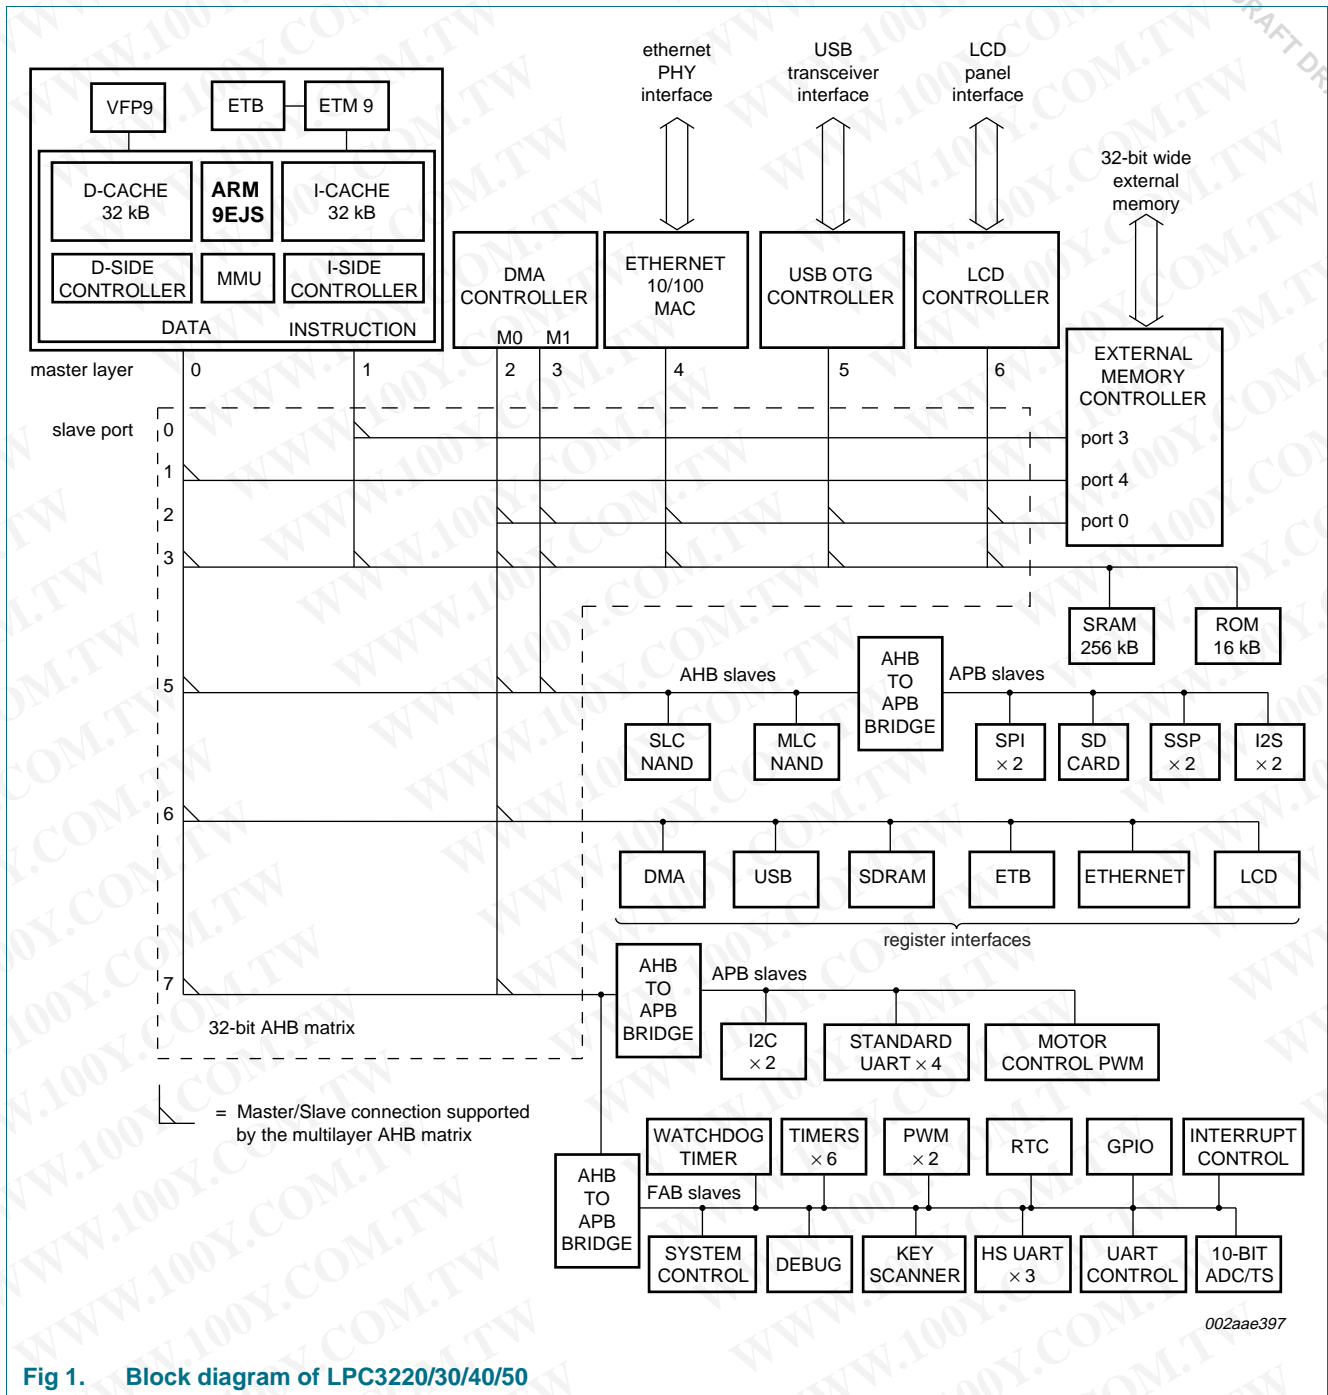 DRAFT DR
ethernet
PHY
interface
USB
transceiver
interface
LCD
panel
interface
32-bit wide
external
memory
VFP9
ETB
ETM 9
D-CACHE
32 kB
ARM
9EJS
I-CACHE
32 kB
D-SIDE
CONTROLLER
MMU
I-SIDE
CONTROLLER
DATA
INSTRUCTION
DMA
CONTROLLER
M0
M1
ETHERNET
10/100
MAC
USB OTG
CONTROLLER
LCD
CONTROLLER
EXTERNAL
MEMORY
CONTROLLER
port 3
port 4
port 0
master layer
0
1
2
3
4
5
6
slave port
0
1
2
3
5
6
7
SRAM
256 kB
ROM
16 kB
AHB slaves
AHB
TO
APB
BRIDGE
APB slaves
SLC
NAND
MLC
NAND
SPI
× 2
SD
CARD
SSP
× 2
I2S
× 2
DMA
USB
SDRAM
ETB
ETHERNET
LCD
register interfaces
AHB
TO
APB
BRIDGE
APB slaves
I2C
× 2
STANDARD
UART × 4
MOTOR
CONTROL PWM
32-bit AHB matrix
= Master/Slave connection supported
by the multilayer AHB matrix
AHB
TO
APB
BRIDGE
FAB slaves
WATCHDOG
TIMER
TIMERS
× 6
PWM
× 2
RTC
GPIO
INTERRUPT
CONTROL
SYSTEM
CONTROL
DEBUG
KEY
SCANNER
HS UART
× 3
UART
CONTROL
10-BIT
ADC/TS
002aae397
Fig 1. Block diagram of LPC3220/30/40/50
WWW.100Y.COM.TW